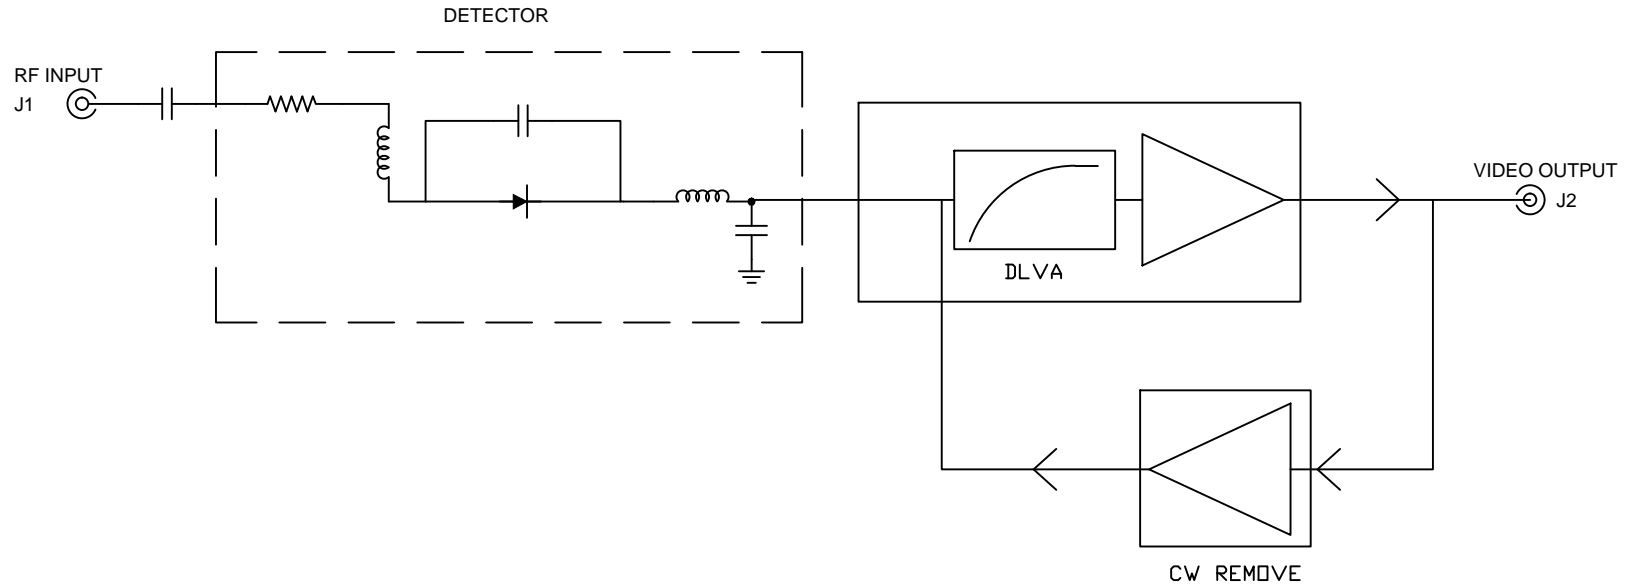 DETECTOR
RF INPUT
J1
VIDEO OUTPUT
J2
DLVA
CW REMOVE